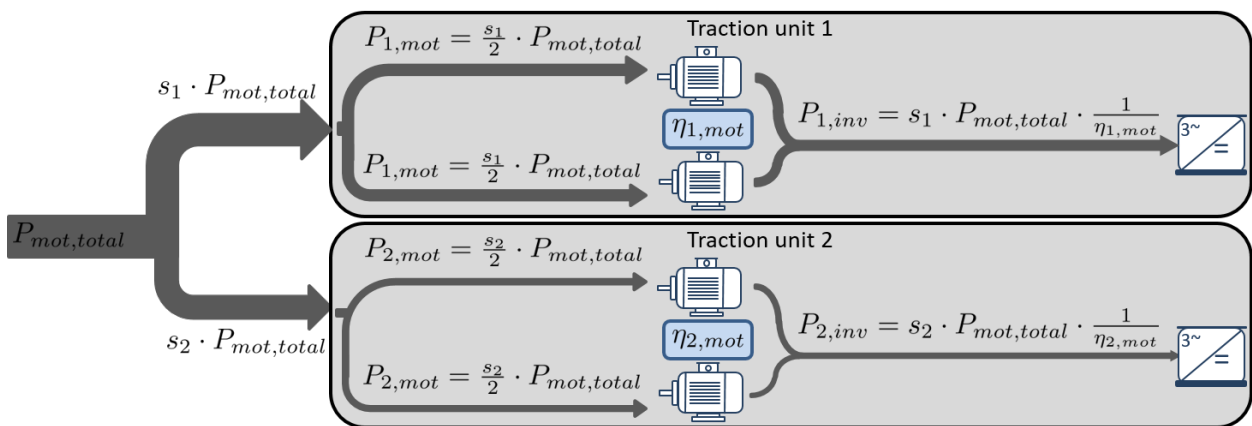 Traction unit 1
P_{1,mot} = \frac{s_1}{2} · P_{mot,total}
s_1 · P_{mot,total}
η_{1,mot}
P_{1,inv} = s_1 · P_{mot,total} · \frac{1}{η_{1,mot}}
3~
=
P_{1,mot} = \frac{s_1}{2} · P_{mot,total}
P_{mot,total}
Traction unit 2
P_{2,mot} = \frac{s_2}{2} · P_{mot,total}
s_2 · P_{mot,total}
η_{2,mot}
P_{2,inv} = s_2 · P_{mot,total} · \frac{1}{η_{2,mot}}
3~
=
P_{2,mot} = \frac{s_2}{2} · P_{mot,total}